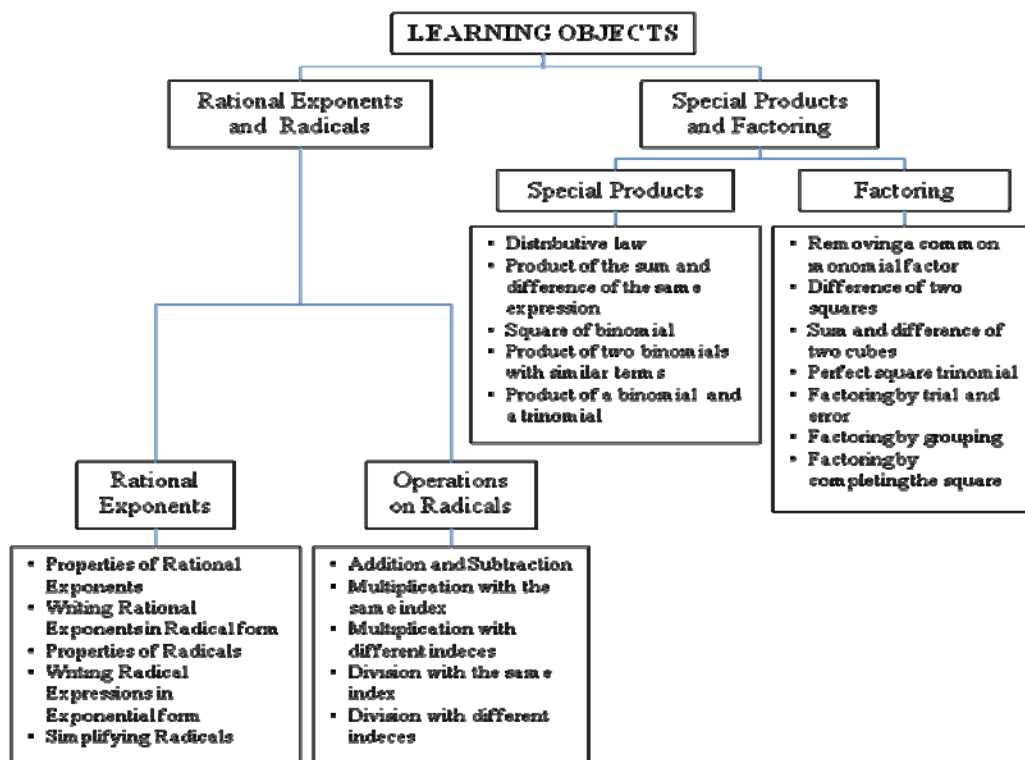 LEARNING OBJECTS
Rational Exponents
and Radicals
Special Products
and Factoring
Special Products
Factoring
▪ Distributive law
▪ Product of the sum and
difference of the same
expression
▪ Square of binomial
▪ Product of two binomials
with similar terms
▪ Product of a binomial and
a trinomial
▪ Removing a common
monomial factor
▪ Difference of two
squares
▪ Sum and difference of
two cubes
▪ Perfect square trinomial
▪ Factoring by trial and
error
▪ Factoring by grouping
▪ Factoring by
completing the square
Rational
Exponents
Operations
on Radicals
▪ Properties of Rational
Exponents
▪ Writing Rational
Exponents in Radical form
▪ Properties of Radicals
▪ Writing Radical
Expressions in
Exponential form
▪ Simplifying Radicals
▪ Addition and Subtraction
▪ Multiplication with the
same index
▪ Multiplication with
different indeces
▪ Division with the same
index
▪ Division with different
indeces